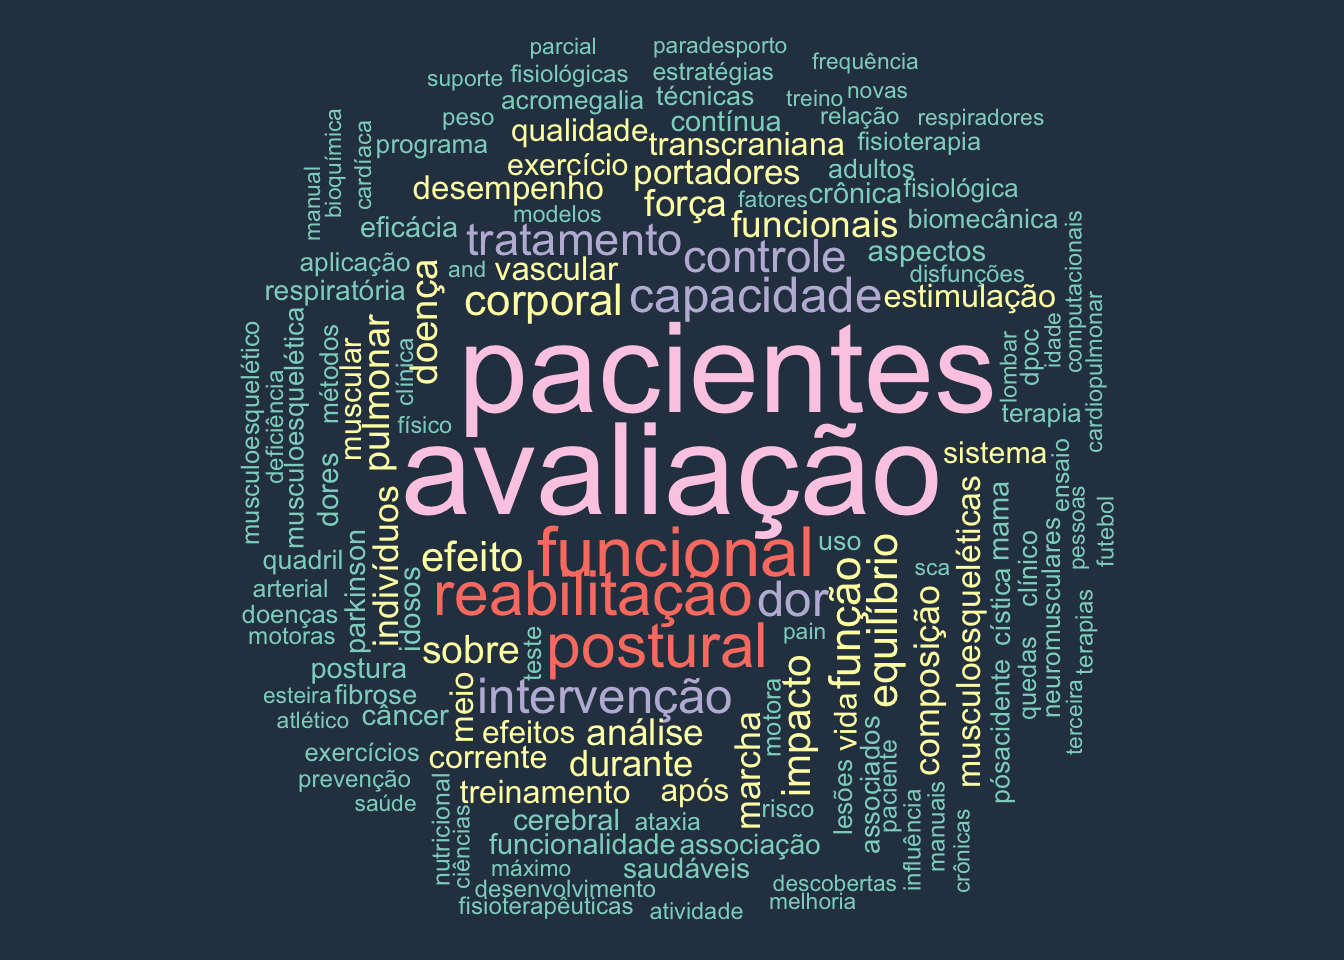 parcial
paradesporto
frequência
suporte
fisiológicas
estratégias
acromegalia
técnicas
treino
novas
peso
contínua
relação
respiradores
programa
qualidade
transcraniana
fisioterapia
exercício
portadores
adultos
desempenho
força
fatores
crônica
fisiológica
modelos
funcionais
biomecânica
manual
bioquímica
cardíaca
eficácia
tratamento
controle
aspectos
aplicação
and
vascular
disfunções
respiratória
doença
corporal
capacidade
estimulação
computacionais
musculoesquelético
deficiência
musculoesquelética
métodos
muscular
pulmonar
clínica
pacientes
lombar
dpoc
idade
cardiopulmonar
físico
terapia
avaliação
sistema
dores
indivíduos
quadril
parkinson
idosos
efeito
funcional
uso
sca
arterial
reabilitação
dor
doenças
motoras
sobre
postural
pain
teste
função
equilíbrio
composição
musculoesqueléticas
cística
mama
clínico
ensaio
neuromusculares
pessoas
futebol
terapias
postura
esteira
fibrose
atlético
câncer
meio
intervenção
motora
impacto
vida
pósacidente
quedas
terceira
efeitos
análise
marcha
exercícios
corrente
durante
prevenção
treinamento
após
saúde
risco
lesões
associados
paciente
nutricional
ciências
cerebral
ataxia
funcionalidade
associação
influência
manuais
crônicas
máximo
saudáveis
desenvolvimento
descobertas
fisioterapêuticas
atividade
melhoria